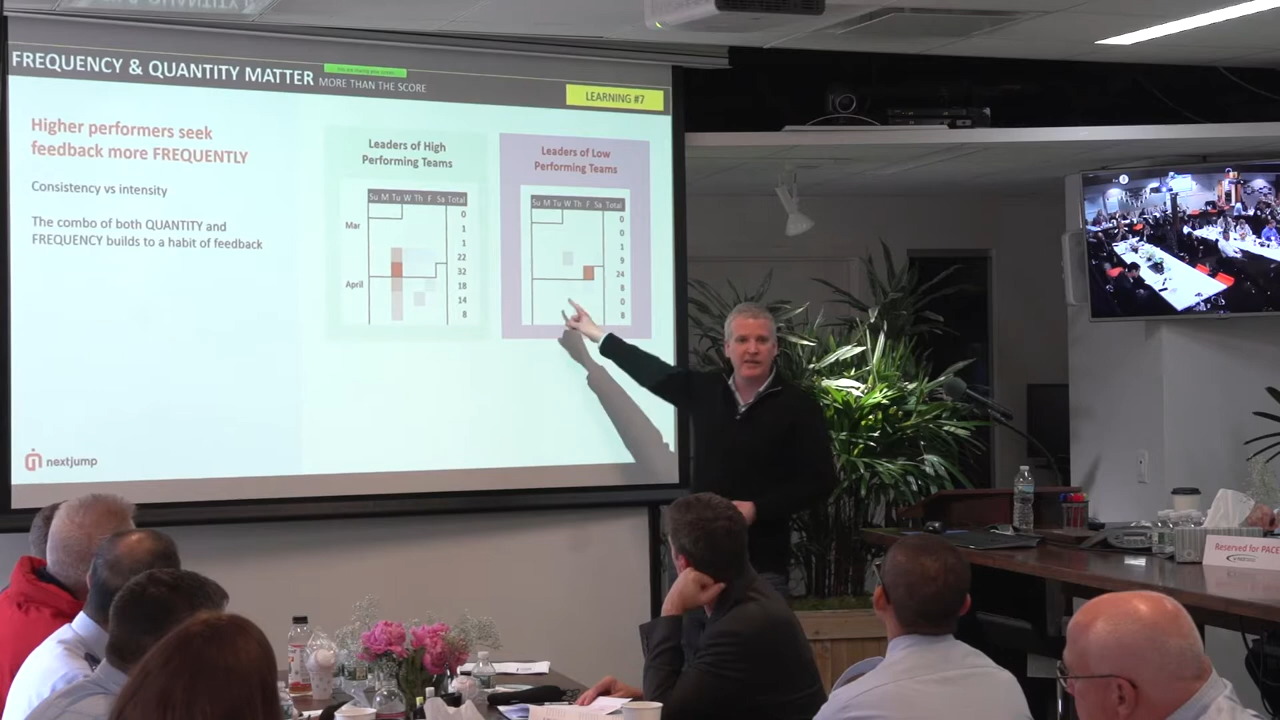 FREQUENCY & QUANTITY MATTER MORE THAN THE SCORE
LEARNING #7
Higher performers seek
feedback more FREQUENTLY
Consistency vs intensity
The combo of both QUANTITY and
FREQUENCY builds to a habit of feedback
Leaders of High
Performing Teams
Su M Tu W Th F Sa Total
Mar
0
1
1
22
32
April
18
14
8
Leaders of Low
Performing Teams
Su M Tu W Th F Sa Total
0
0
1
9
24
8
0
8
nextjump
Reserved for PACE